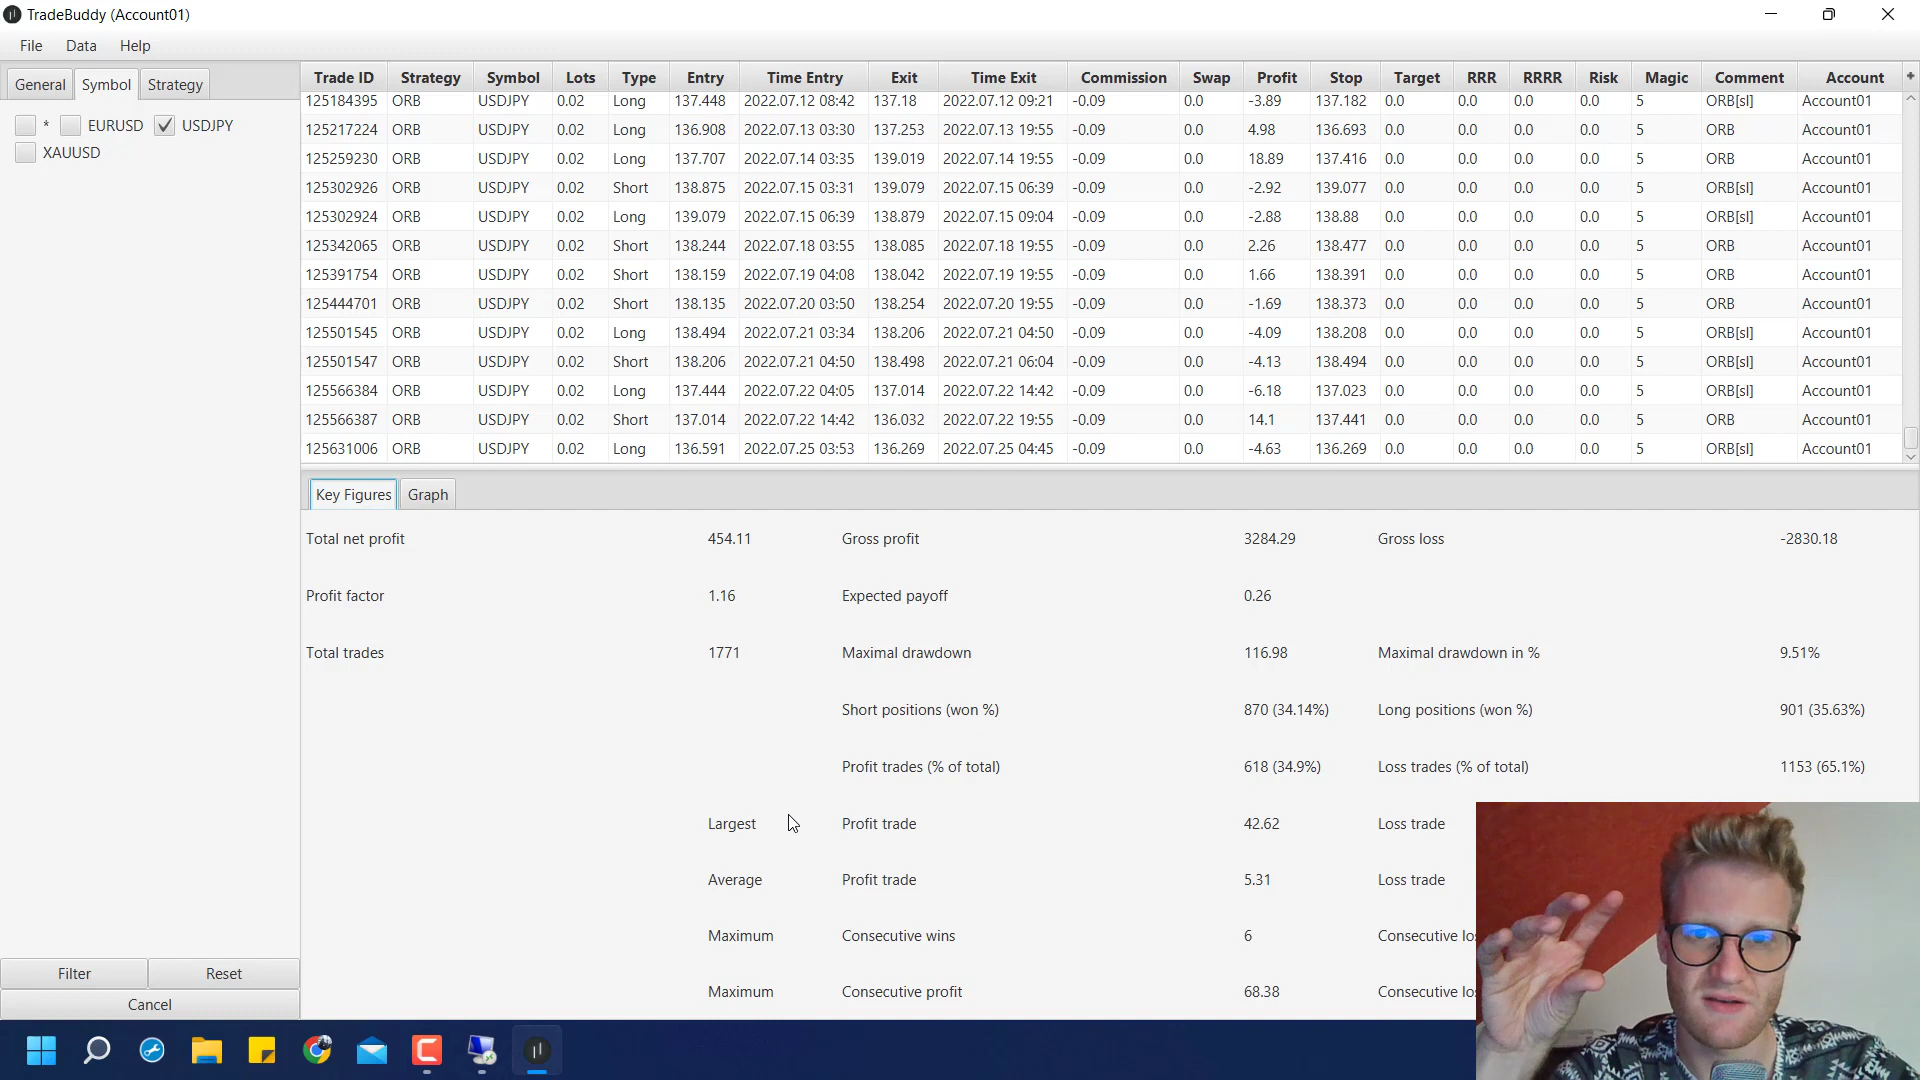 TradeBuddy (Account01)
File Data Help
General Symbol Strategy
* EURUSD USDJPY
XAUUSD
Trade ID Strategy Symbol Lots Type Entry Time Entry Exit Time Exit Commission Swap Profit Stop Target RRR RRRR Risk Magic Comment Account +
125184395 ORB USDJPY 0.02 Long 137.448 2022.07.12 08:42 137.18 2022.07.12 09:21 -0.09 0.0 -3.89 137.182 0.0 0.0 0.0 0.0 5 ORB[sl] Account01
125217224 ORB USDJPY 0.02 Long 136.908 2022.07.13 03:30 137.253 2022.07.13 19:55 -0.09 0.0 4.98 136.693 0.0 0.0 0.0 0.0 5 ORB Account01
125259230 ORB USDJPY 0.02 Long 137.707 2022.07.14 03:35 139.019 2022.07.14 19:55 -0.09 0.0 18.89 137.416 0.0 0.0 0.0 0.0 5 ORB Account01
125302926 ORB USDJPY 0.02 Short 138.875 2022.07.15 03:31 139.079 2022.07.15 06:39 -0.09 0.0 -2.92 139.077 0.0 0.0 0.0 0.0 5 ORB[sl] Account01
125302924 ORB USDJPY 0.02 Long 139.079 2022.07.15 06:39 138.879 2022.07.15 09:04 -0.09 0.0 -2.88 138.88 0.0 0.0 0.0 0.0 5 ORB[sl] Account01
125342065 ORB USDJPY 0.02 Short 138.244 2022.07.18 03:55 138.085 2022.07.18 19:55 -0.09 0.0 2.26 138.477 0.0 0.0 0.0 0.0 5 ORB Account01
125391754 ORB USDJPY 0.02 Short 138.159 2022.07.19 04:08 138.042 2022.07.19 19:55 -0.09 0.0 1.66 138.391 0.0 0.0 0.0 0.0 5 ORB Account01
125444701 ORB USDJPY 0.02 Short 138.135 2022.07.20 03:50 138.254 2022.07.20 19:55 -0.09 0.0 -1.69 138.373 0.0 0.0 0.0 0.0 5 ORB Account01
125501545 ORB USDJPY 0.02 Long 138.494 2022.07.21 03:34 138.206 2022.07.21 04:50 -0.09 0.0 -4.09 138.208 0.0 0.0 0.0 0.0 5 ORB[sl] Account01
125501547 ORB USDJPY 0.02 Short 138.206 2022.07.21 04:50 138.498 2022.07.21 06:04 -0.09 0.0 -4.13 138.494 0.0 0.0 0.0 0.0 5 ORB[sl] Account01
125566384 ORB USDJPY 0.02 Long 137.444 2022.07.22 04:05 137.014 2022.07.22 14:42 -0.09 0.0 -6.18 137.023 0.0 0.0 0.0 0.0 5 ORB[sl] Account01
125566387 ORB USDJPY 0.02 Short 137.014 2022.07.22 14:42 136.032 2022.07.22 19:55 -0.09 0.0 14.1 137.441 0.0 0.0 0.0 0.0 5 ORB Account01
125631006 ORB USDJPY 0.02 Long 136.591 2022.07.25 03:53 136.269 2022.07.25 04:45 -0.09 0.0 -4.63 136.269 0.0 0.0 0.0 0.0 5 ORB[sl] Account01
Key Figures Graph
Total net profit 454.11 Gross profit 3284.29 Gross loss -2830.18
Profit factor 1.16 Expected payoff 0.26
Total trades 1771 Maximal drawdown 116.98 Maximal drawdown in % 9.51%
Short positions (won %) 870 (34.14%) Long positions (won %) 901 (35.63%)
Profit trades (% of total) 618 (34.9%) Loss trades (% of total) 1153 (65.1%)
Largest Profit trade 42.62 Loss trade
Average Profit trade 5.31 Loss trade
Maximum Consecutive wins 6 Consecutive lo
Maximum Consecutive profit 68.38 Consecutive lo
Filter Reset
Cancel